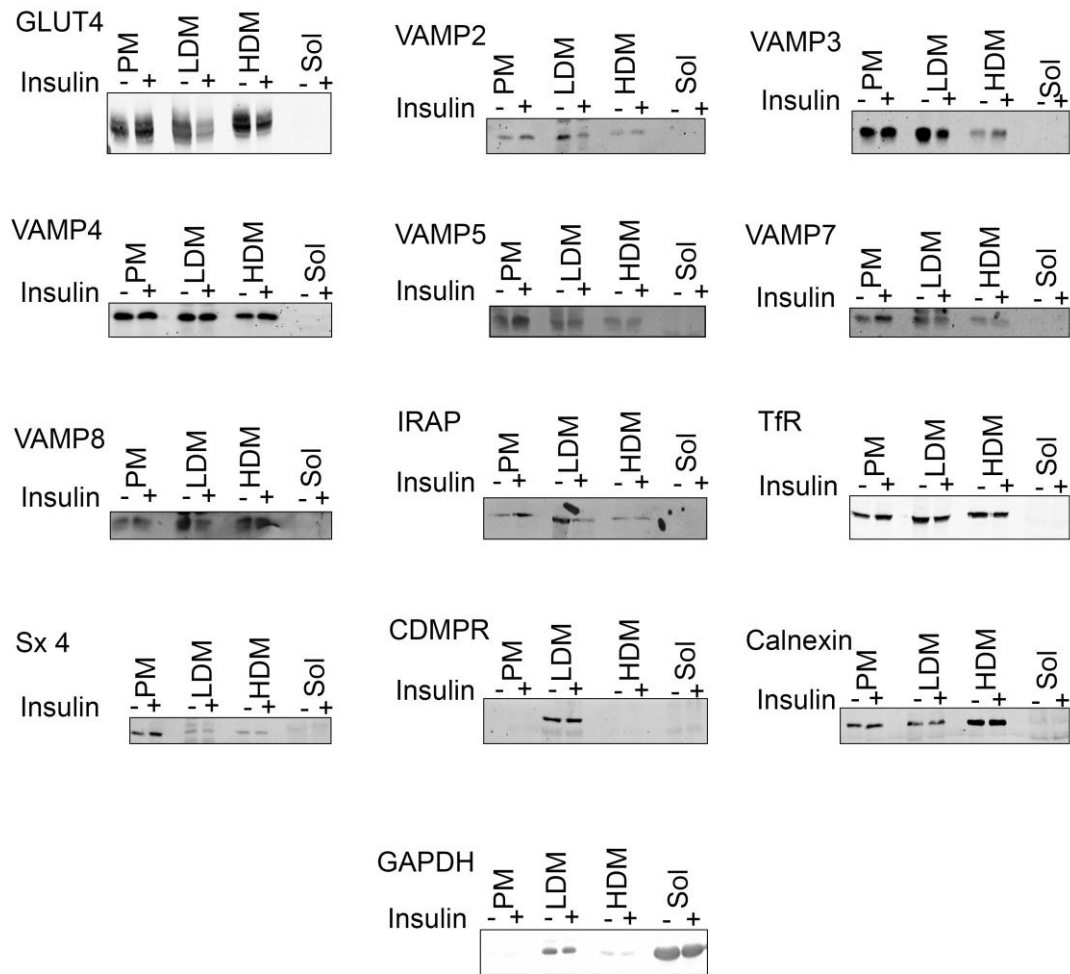 GLUT4
PM LDM HDM Sol
Insulin - + - + - + - +
VAMP2
PM LDM HDM Sol
Insulin - + - + - + - +
VAMP3
PM LDM HDM Sol
Insulin - + - + - + - +
VAMP4
PM LDM HDM Sol
Insulin - + - + - + - +
VAMP5
PM LDM HDM Sol
Insulin - + - + - + - +
VAMP7
PM LDM HDM Sol
Insulin - + - + - + - +
VAMP8
PM LDM HDM Sol
Insulin - + - + - + - +
IRAP
PM LDM HDM Sol
Insulin - + - + - + - +
TfR
PM LDM HDM Sol
Insulin - + - + - + - +
Sx 4
PM LDM HDM Sol
Insulin - + - + - + - +
CDMPR
PM LDM HDM Sol
Insulin - + - + - + - +
Calnexin
PM LDM HDM Sol
Insulin - + - + - + - +
GAPDH
PM LDM HDM Sol
Insulin - + - + - + - +